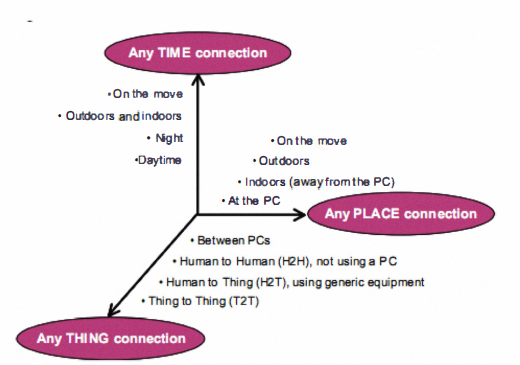 Any TIME connection
• On the move
• Outdoors and indoors
• Night
• Daytime
• On the move
• Outdoors
• Indoors (away from the PC)
• At the PC
Any PLACE connection
• Between PCs
• Human to Human (H2H), not using a PC
• Human to Thing (H2T), using generic equipment
• Thing to Thing (T2T)
Any THING connection